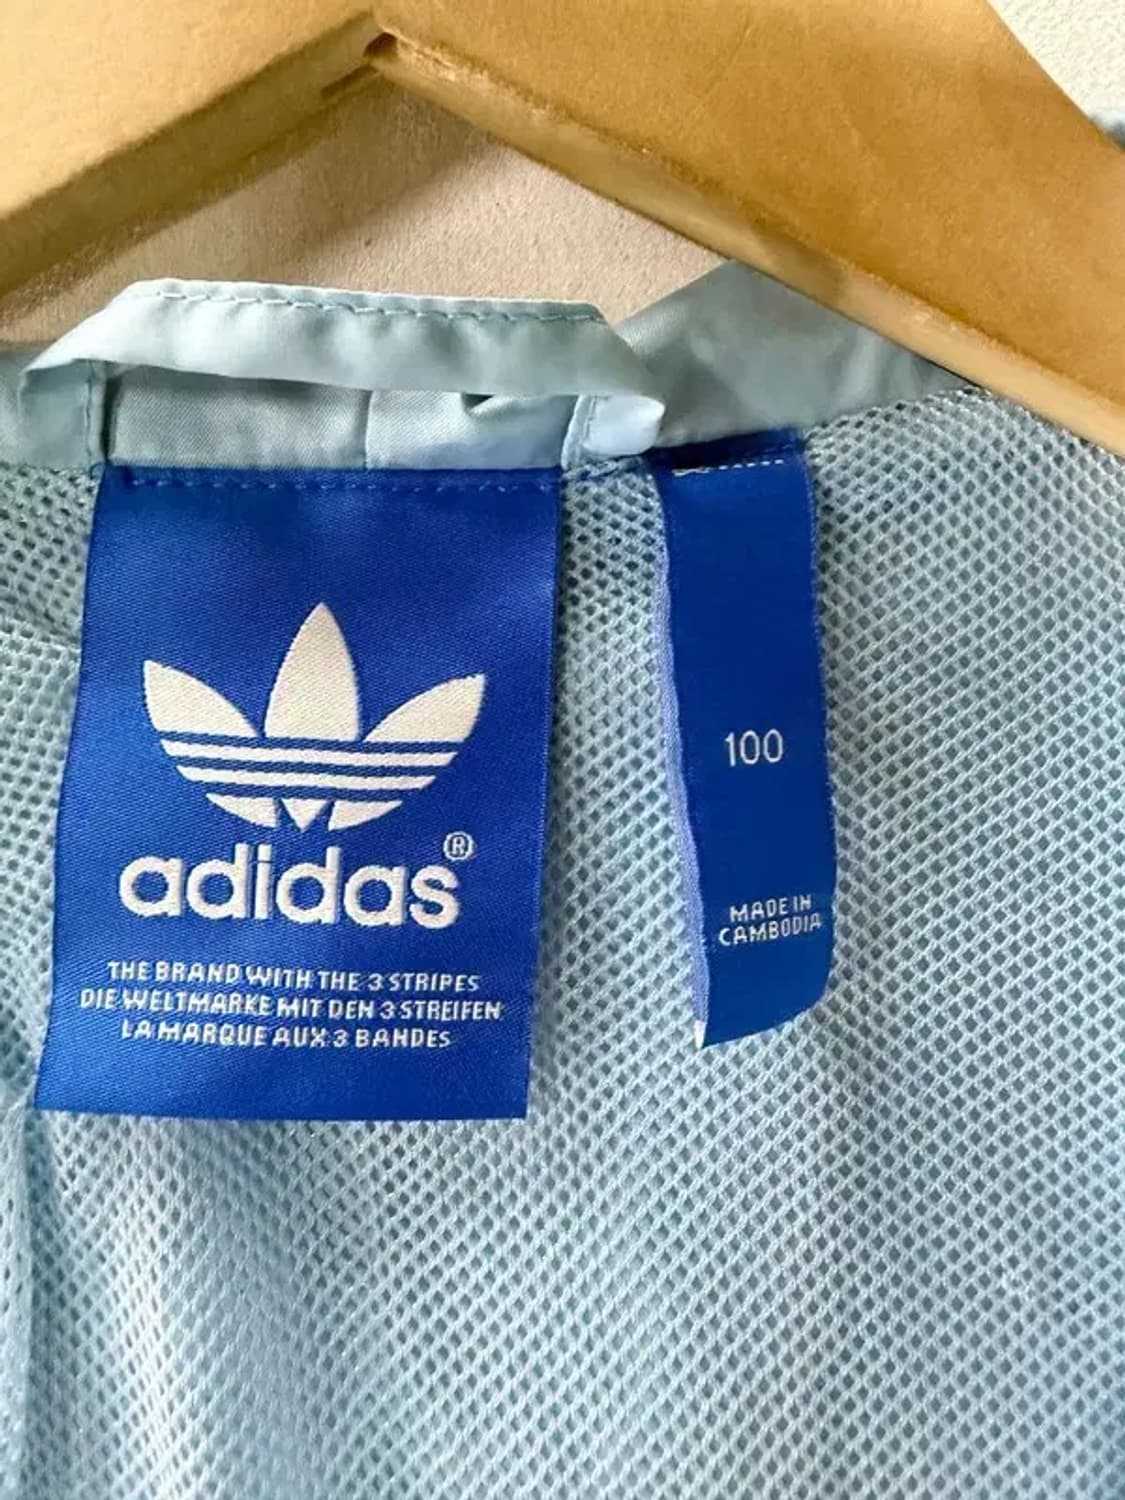 adidas®
THE BRAND WITH THE 3 STRIPES
DIE WELTMARKE MIT DEN 3 STREIFEN
LA MARQUE AUX 3 BANDES
100
MADE IN
CAMBODIA